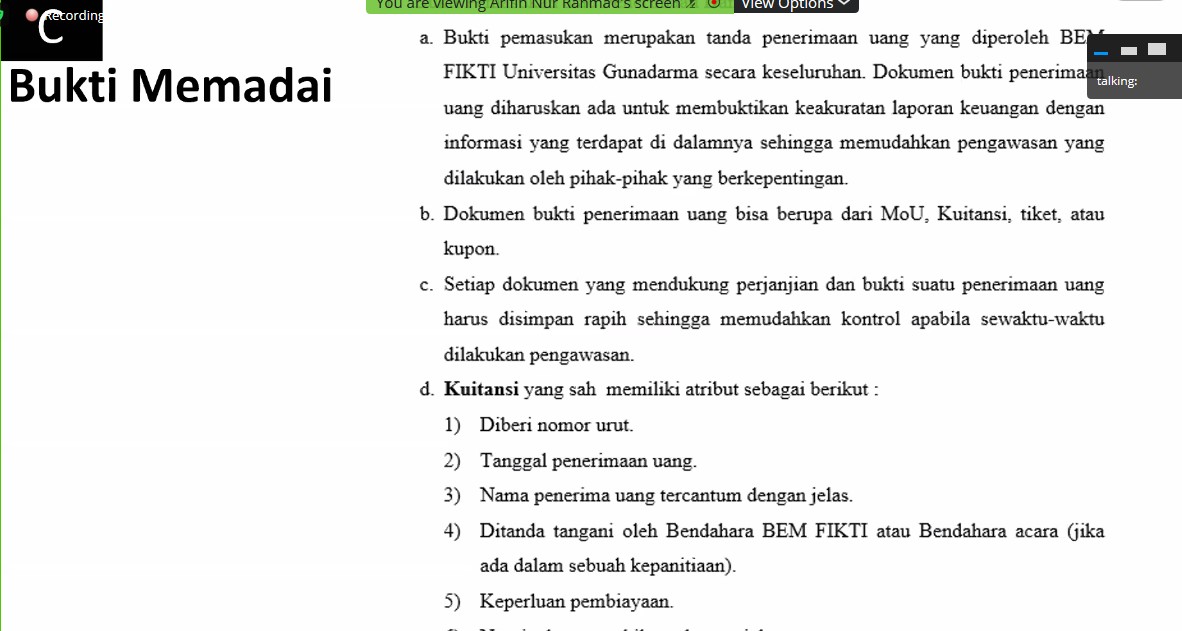 You are viewing Arifin Nur Rahmad's screen
View Options
Recording
C
Bukti Memadai
talking:
a. Bukti pemasukan merupakan tanda penerimaan uang yang diperoleh BEM
FIKTI Universitas Gunadarma secara keseluruhan. Dokumen bukti penerimaan
uang diharuskan ada untuk membuktikan keakuratan laporan keuangan dengan
informasi yang terdapat di dalamnya sehingga memudahkan pengawasan yang
dilakukan oleh pihak-pihak yang berkepentingan.
b. Dokumen bukti penerimaan uang bisa berupa dari MoU, Kuitansi, tiket, atau
kupon.
c. Setiap dokumen yang mendukung perjanjian dan bukti suatu penerimaan uang
harus disimpan rapih sehingga memudahkan kontrol apabila sewaktu-waktu
dilakukan pengawasan.
d. Kuitansi yang sah memiliki atribut sebagai berikut :
1) Diberi nomor urut.
2) Tanggal penerimaan uang.
3) Nama penerima uang tercantum dengan jelas.
4) Ditanda tangani oleh Bendahara BEM FIKTI atau Bendahara acara (jika
ada dalam sebuah kepanitiaan).
5) Keperluan pembiayaan.